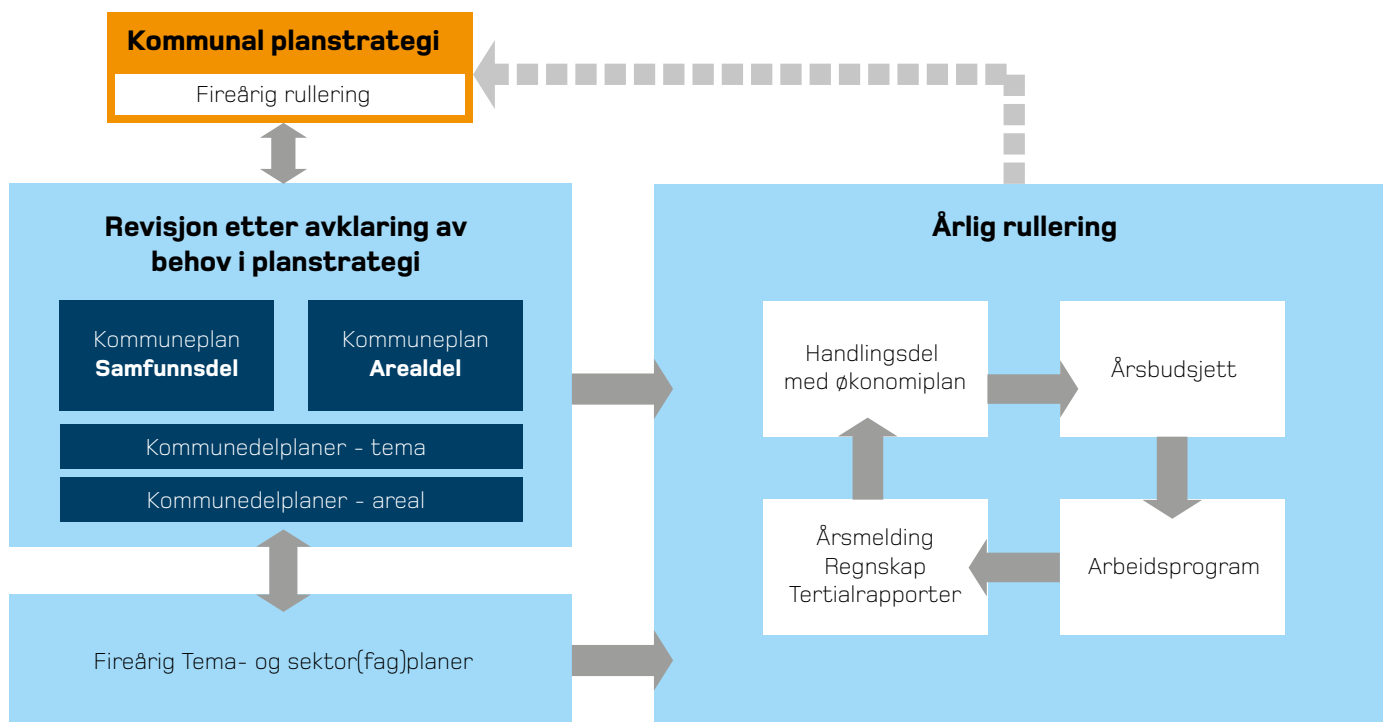 Kommunal planstrategi
Fireårig rullering
Revisjon etter avklaring av
behov i planstrategi
Kommuneplan
Samfunnsdel
Kommuneplan
Arealdel
Kommunedelplaner - tema
Kommunedelplaner - areal
Fireårig Tema- og sektor(fag)planer
Årlig rullering
Handlingsdel
med økonomiplan
Årsbudsjett
Årsmelding
Regnskap
Tertialrapporter
Arbeidsprogram